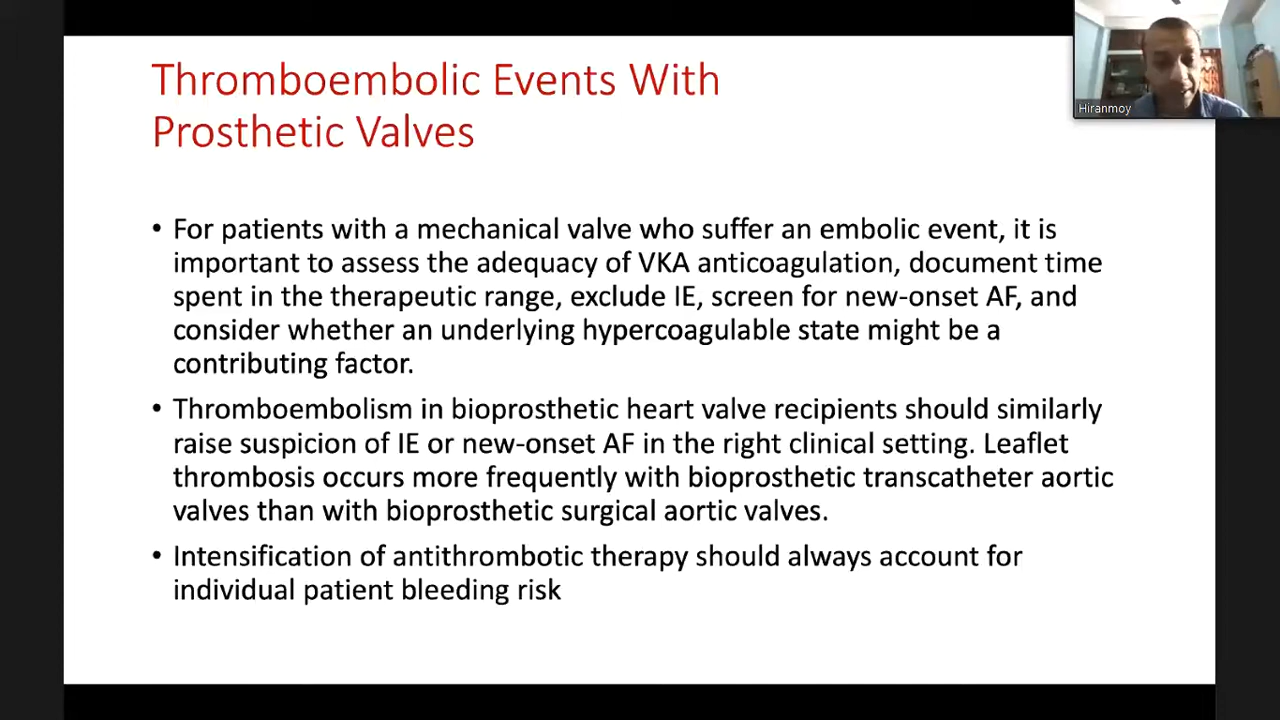 Thromboembolic Events With
Prosthetic Valves
Hiranmoy
• For patients with a mechanical valve who suffer an embolic event, it is
important to assess the adequacy of VKA anticoagulation, document time
spent in the therapeutic range, exclude IE, screen for new-onset AF, and
consider whether an underlying hypercoagulable state might be a
contributing factor.
• Thromboembolism in bioprosthetic heart valve recipients should similarly
raise suspicion of IE or new-onset AF in the right clinical setting. Leaflet
thrombosis occurs more frequently with bioprosthetic transcatheter aortic
valves than with bioprosthetic surgical aortic valves.
• Intensification of antithrombotic therapy should always account for
individual patient bleeding risk